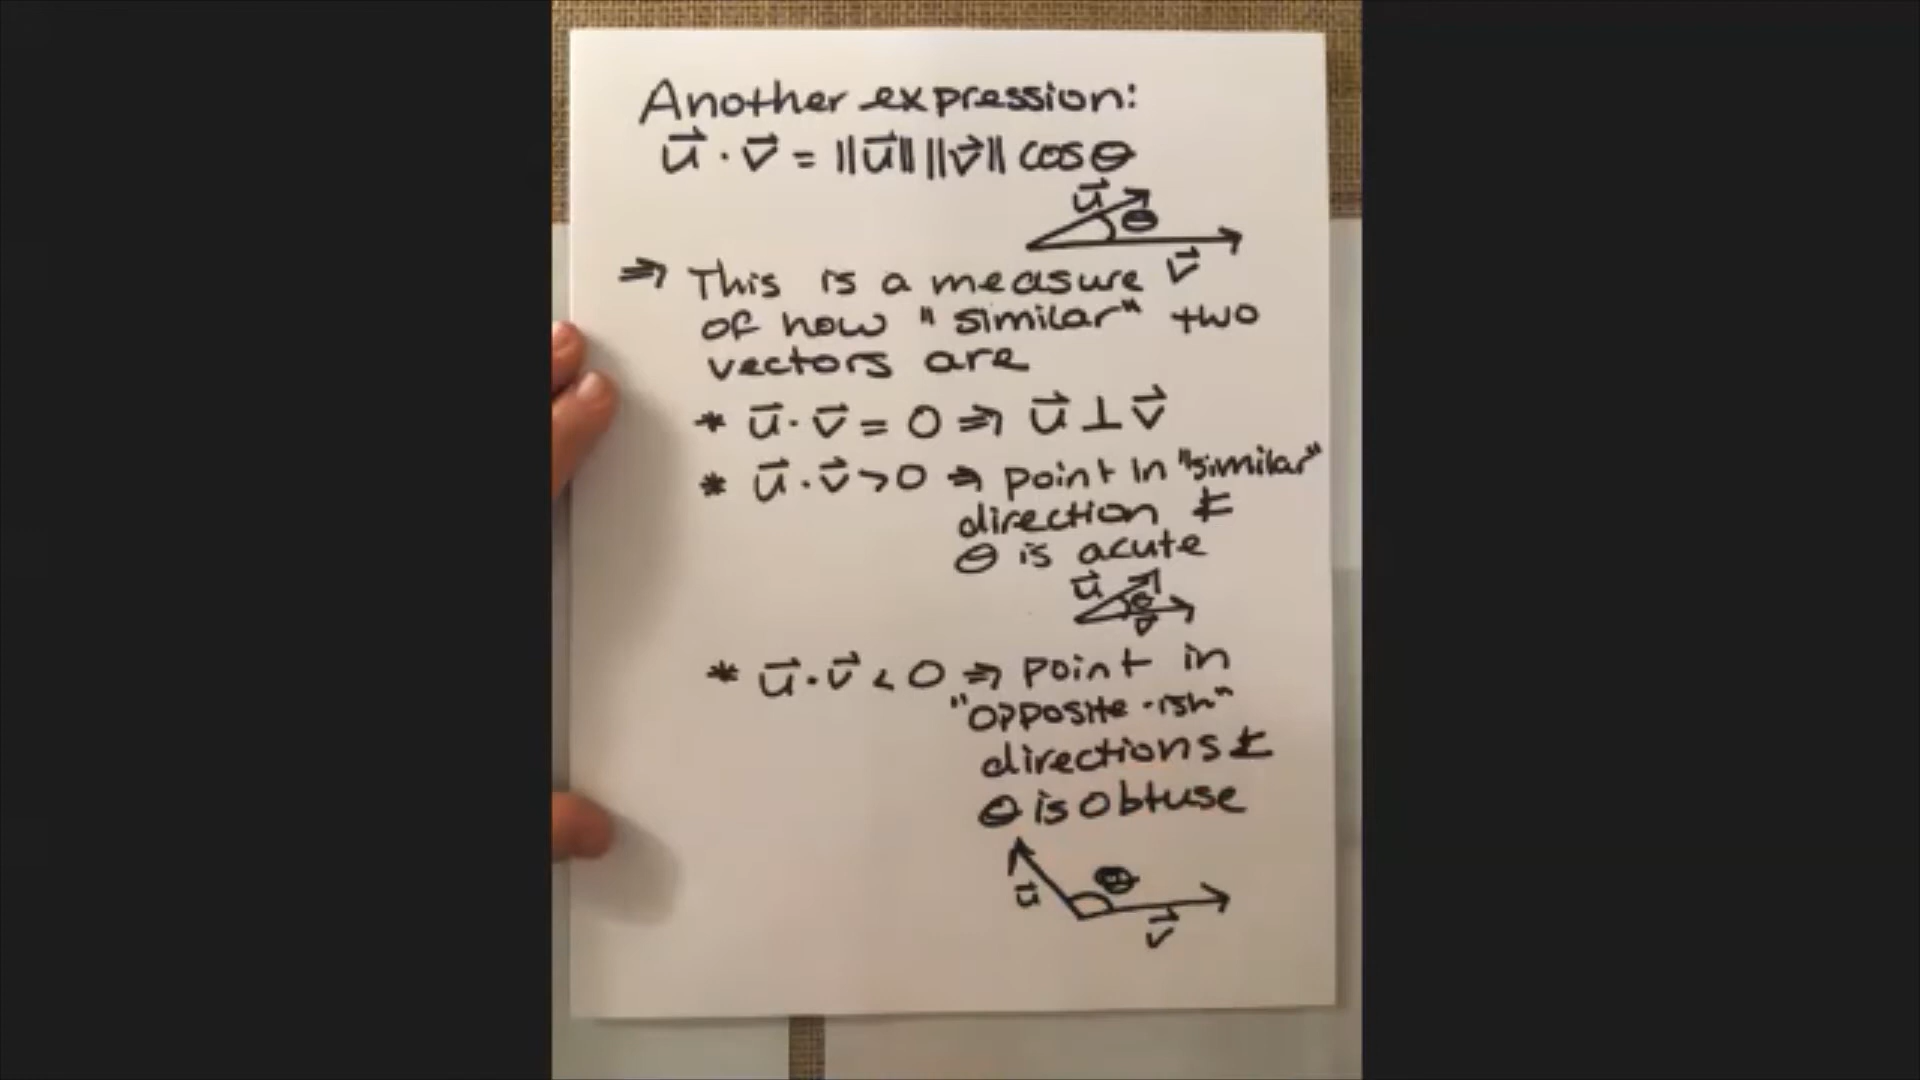 Another expression:
u⃗ · v⃗ = ||u⃗|| ||v⃗|| cos θ
u⃗ θ
v⃗
⇒ This is a measure
of how "similar" two
vectors are
* u⃗ · v⃗ = 0 ⇒ u⃗ ⊥ v⃗
* u⃗ · v⃗ > 0 ⇒ point in "similar"
direction &
θ is acute
u⃗ θ
v⃗
* u⃗ · v⃗ < 0 ⇒ point in
"opposite-ish"
directions &
θ is obtuse
u⃗ θ
v⃗